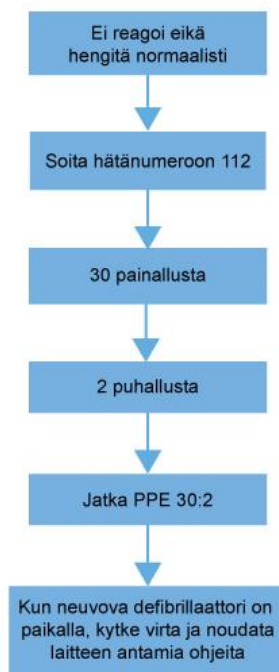 Ei reagoi eikä
hengitä normaalisti
Soita hätänumeroon 112
30 painallusta
2 puhallusta
Jatka PPE 30:2
Kun neuvova defibrillaattori on
paikalla, kytke virta ja noudata
laitteen antamia ohjeita